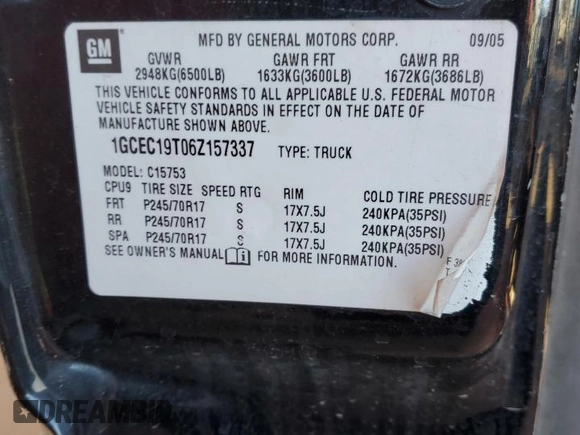 GM
MFD BY GENERAL MOTORS CORP. 09/05
GVWR GAWR FRT GAWR RR
2948KG(6500LB) 1633KG(3600LB) 1672KG(3686LB)
THIS VEHICLE CONFORMS TO ALL APPLICABLE U.S. FEDERAL MOTOR
VEHICLE SAFETY STANDARDS IN EFFECT ON THE DATE OF
MANUFACTURE SHOWN ABOVE.
1GCEC19T06Z157337 TYPE: TRUCK
MODEL: C15753
CPU9 TIRE SIZE SPEED RTG RIM COLD TIRE PRESSURE
FRT P245/70R17 S 17X7.5J 240KPA(35PSI)
RR P245/70R17 S 17X7.5J 240KPA(35PSI)
SPA P245/70R17 S 17X7.5J 240KPA(35PSI)
SEE OWNER'S MANUAL FOR MORE INFORMATION.
DREAMBID